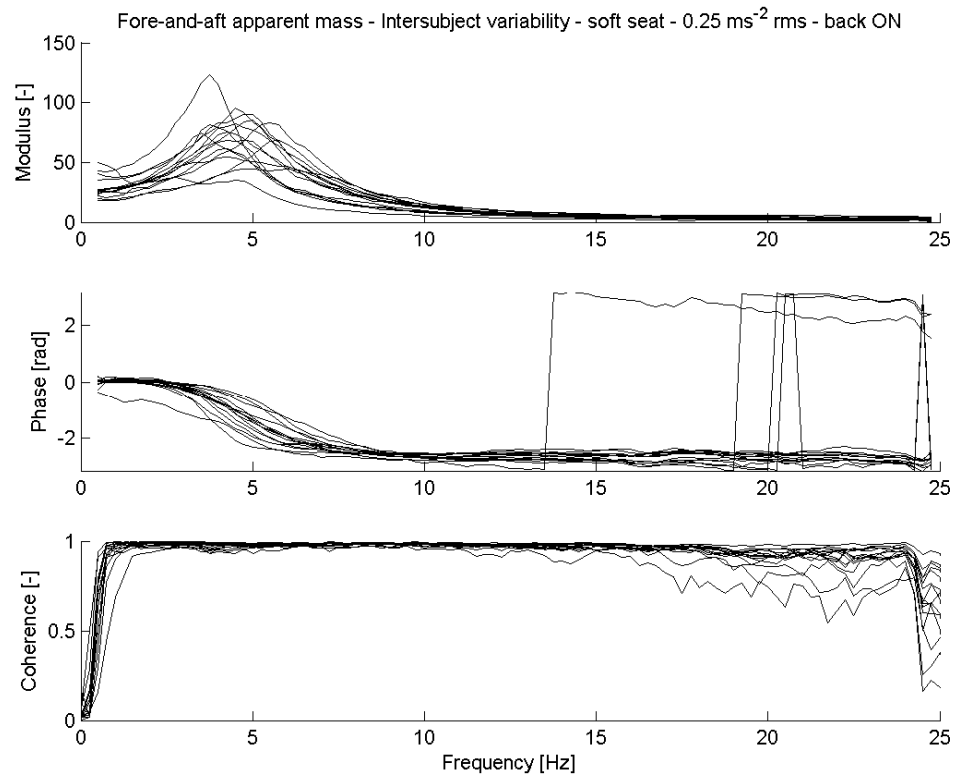 Fore-and-aft apparent mass - Intersubject variability - soft seat - 0.25 ms⁻² rms - back ON
150
100
50
0
Modulus [-]
0 5 10 15 20 25
2
0
-2
Phase [rad]
0 5 10 15 20 25
1
0.5
0
Coherence [-]
0 5 10 15 20 25
Frequency [Hz]